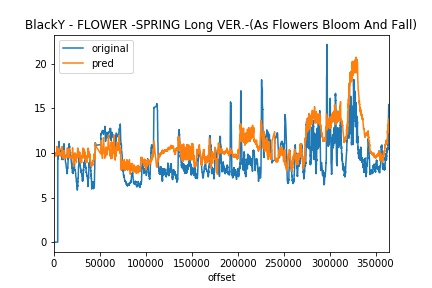 BlackY - FLOWER -SPRING Long VER.-(As Flowers Bloom And Fall)
original
pred
20
15
10
5
0
0 50000 100000 150000 200000 250000 300000 350000
offset